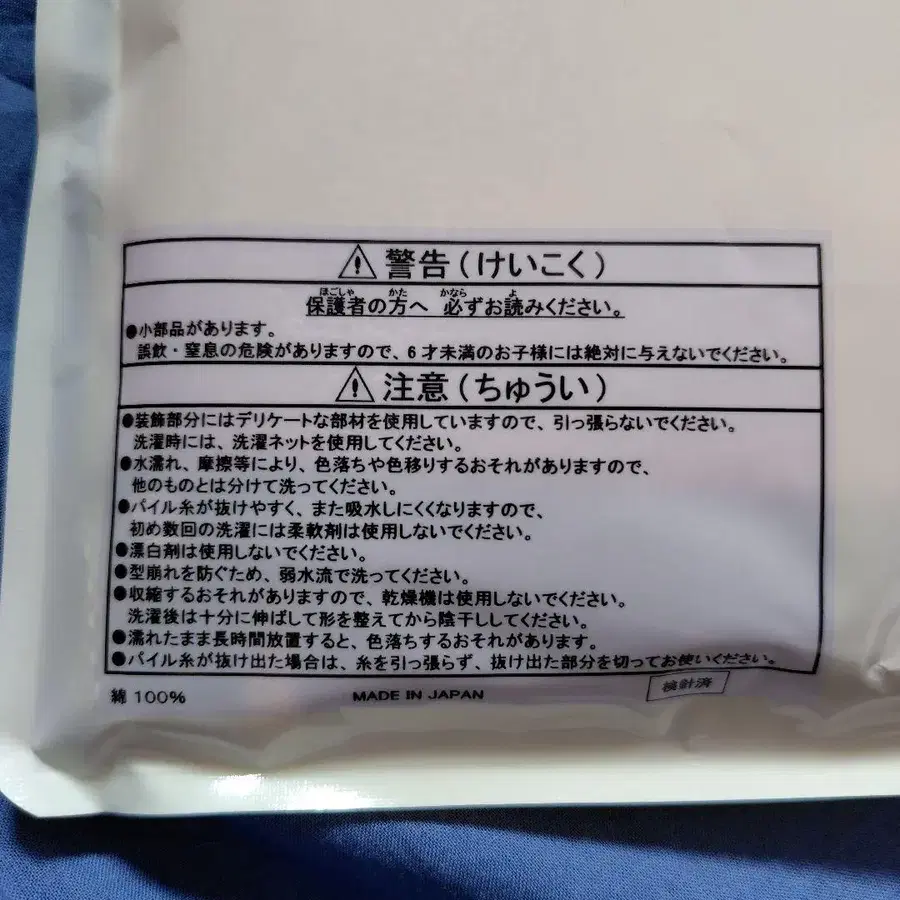 ⚠警告(けいこく)
保護者の方へ 必ずお読みください。
●小部品があります。
誤飲・窒息の危険がありますので、6才未満のお子様には絶対に与えないでください。
⚠注意(ちゅうい)
●装飾部分にはデリケートな部材を使用していますので、引っ張らないでください。
洗濯時には、洗濯ネットを使用してください。
●水濡れ、摩擦等により、色落ちや色移りするおそれがありますので、
他のものとは分けて洗ってください。
●パイル糸が抜けやすく、また吸水しにくくなりますので、
初め数回の洗濯には柔軟剤は使用しないでください。
●漂白剤は使用しないでください。
●型崩れを防ぐため、弱水流で洗ってください。
●収縮するおそれがありますので、乾燥機は使用しないでください。
洗濯後は十分に伸ばして形を整えてから陰干ししてください。
●濡れたまま長時間放置すると、色落ちするおそれがあります。
●パイル糸が抜け出た場合は、糸を引っ張らず、抜け出た部分を切ってお使いください。
綿 100% MADE IN JAPAN 検針済